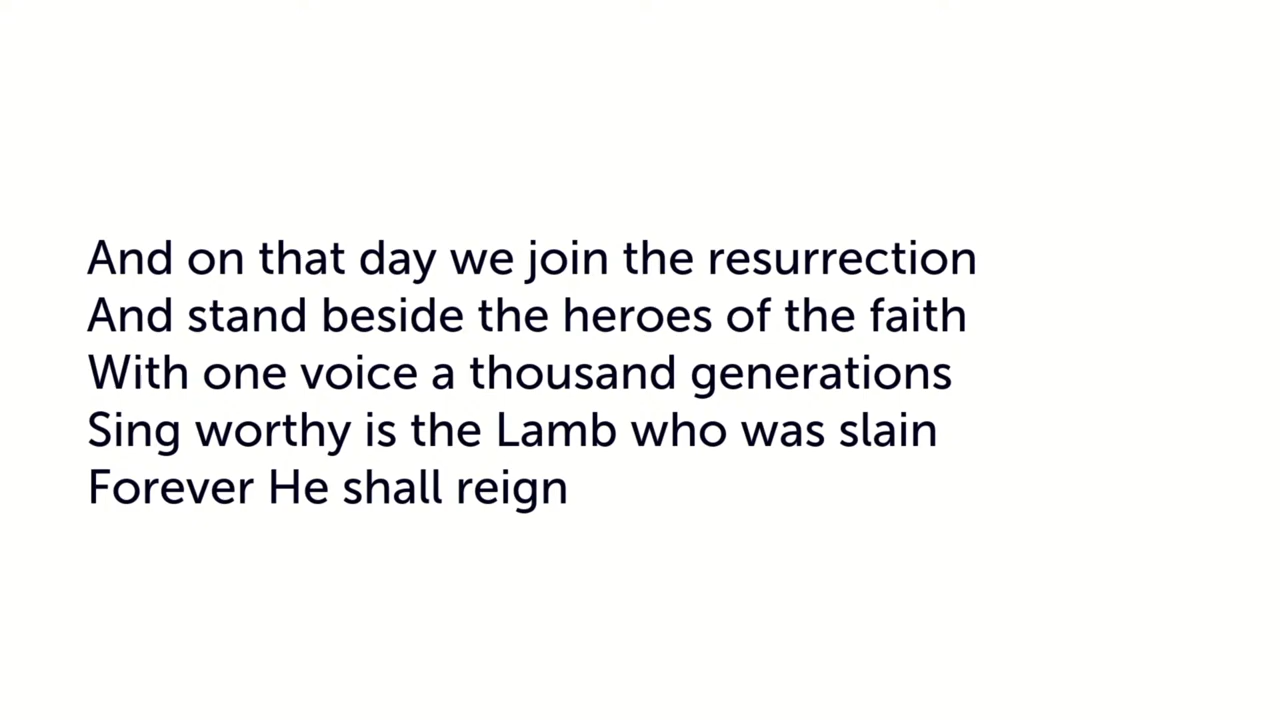 And on that day we join the resurrection
And stand beside the heroes of the faith
With one voice a thousand generations
Sing worthy is the Lamb who was slain
Forever He shall reign